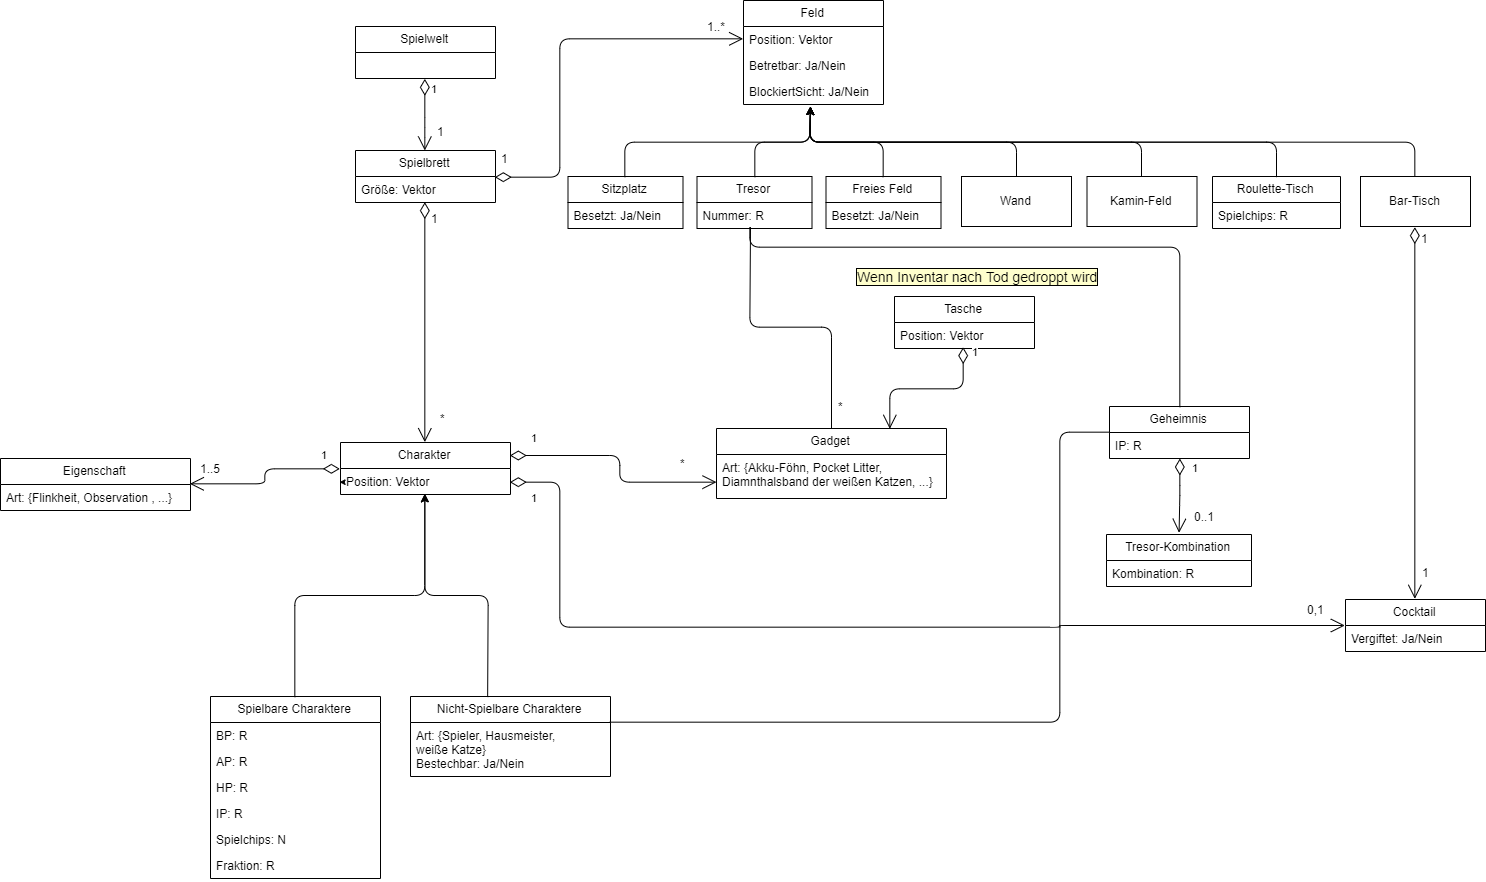 Feld
Position: Vektor
Betretbar: Ja/Nein
BlockiertSicht: Ja/Nein
1..*
Spielwelt
1
1
Spielbrett
Größe: Vektor
1
1
Sitzplatz
Besetzt: Ja/Nein
Tresor
Nummer: R
Freies Feld
Besetzt: Ja/Nein
Wand
Kamin-Feld
Roulette-Tisch
Spielchips: R
Bar-Tisch
1
Wenn Inventar nach Tod gedroppt wird
Tasche
Position: Vektor
1
*
*
Geheimnis
IP: R
1
0..1
Tresor-Kombination
Kombination: R
Gadget
Art: {Akku-Föhn, Pocket Litter,
Diamnthalsband der weißen Katzen, ...}
1
*
Charakter
Position: Vektor
1
1
1..5
Eigenschaft
Art: {Flinkheit, Observation , ...}
1
0,1
Cocktail
Vergiftet: Ja/Nein
Spielbare Charaktere
BP: R
AP: R
HP: R
IP: R
Spielchips: N
Fraktion: R
Nicht-Spielbare Charaktere
Art: {Spieler, Hausmeister,
weiße Katze}
Bestechbar: Ja/Nein